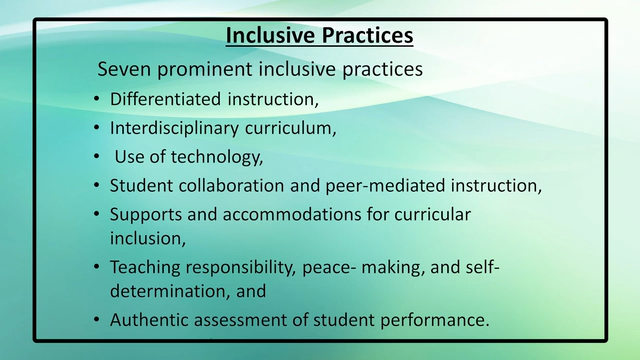 Inclusive Practices
Seven prominent inclusive practices
• Differentiated instruction,
• Interdisciplinary curriculum,
• Use of technology,
• Student collaboration and peer-mediated instruction,
• Supports and accommodations for curricular
inclusion,
• Teaching responsibility, peace- making, and self-
determination, and
• Authentic assessment of student performance.